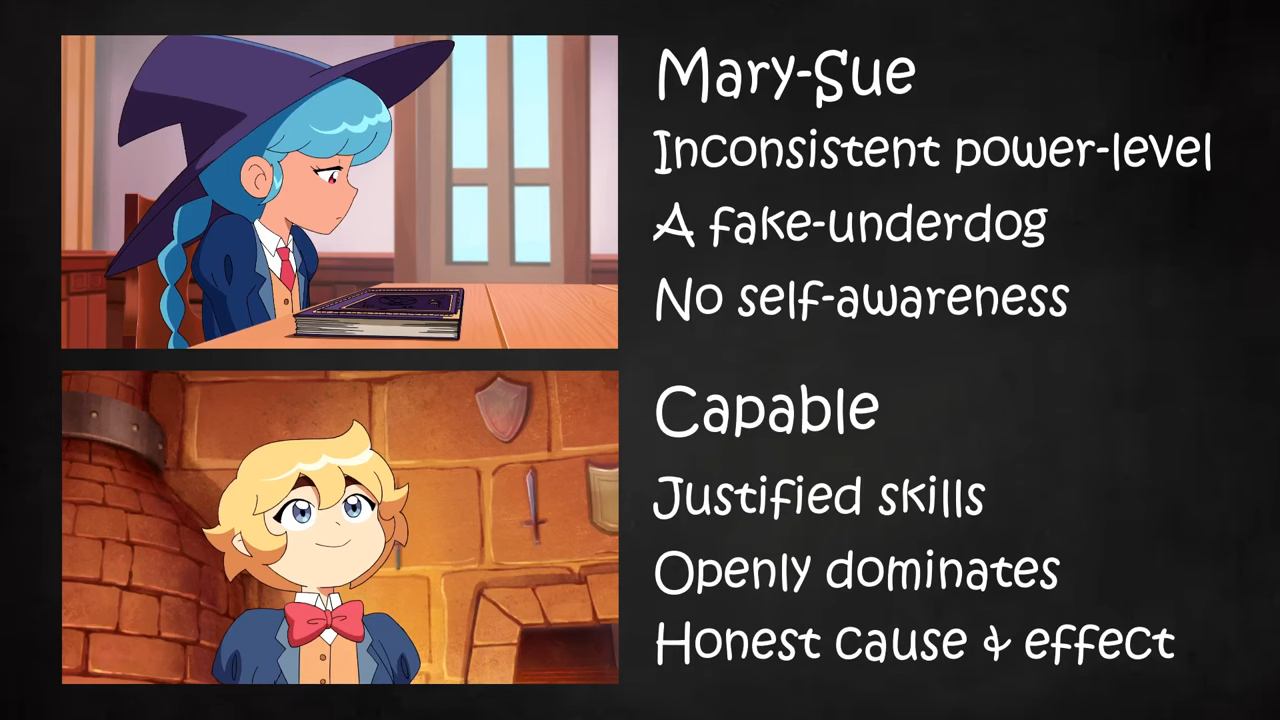 Mary-Sue
Inconsistent power-level
A fake-underdog
No self-awareness
Capable
Justified skills
Openly dominates
Honest cause & effect